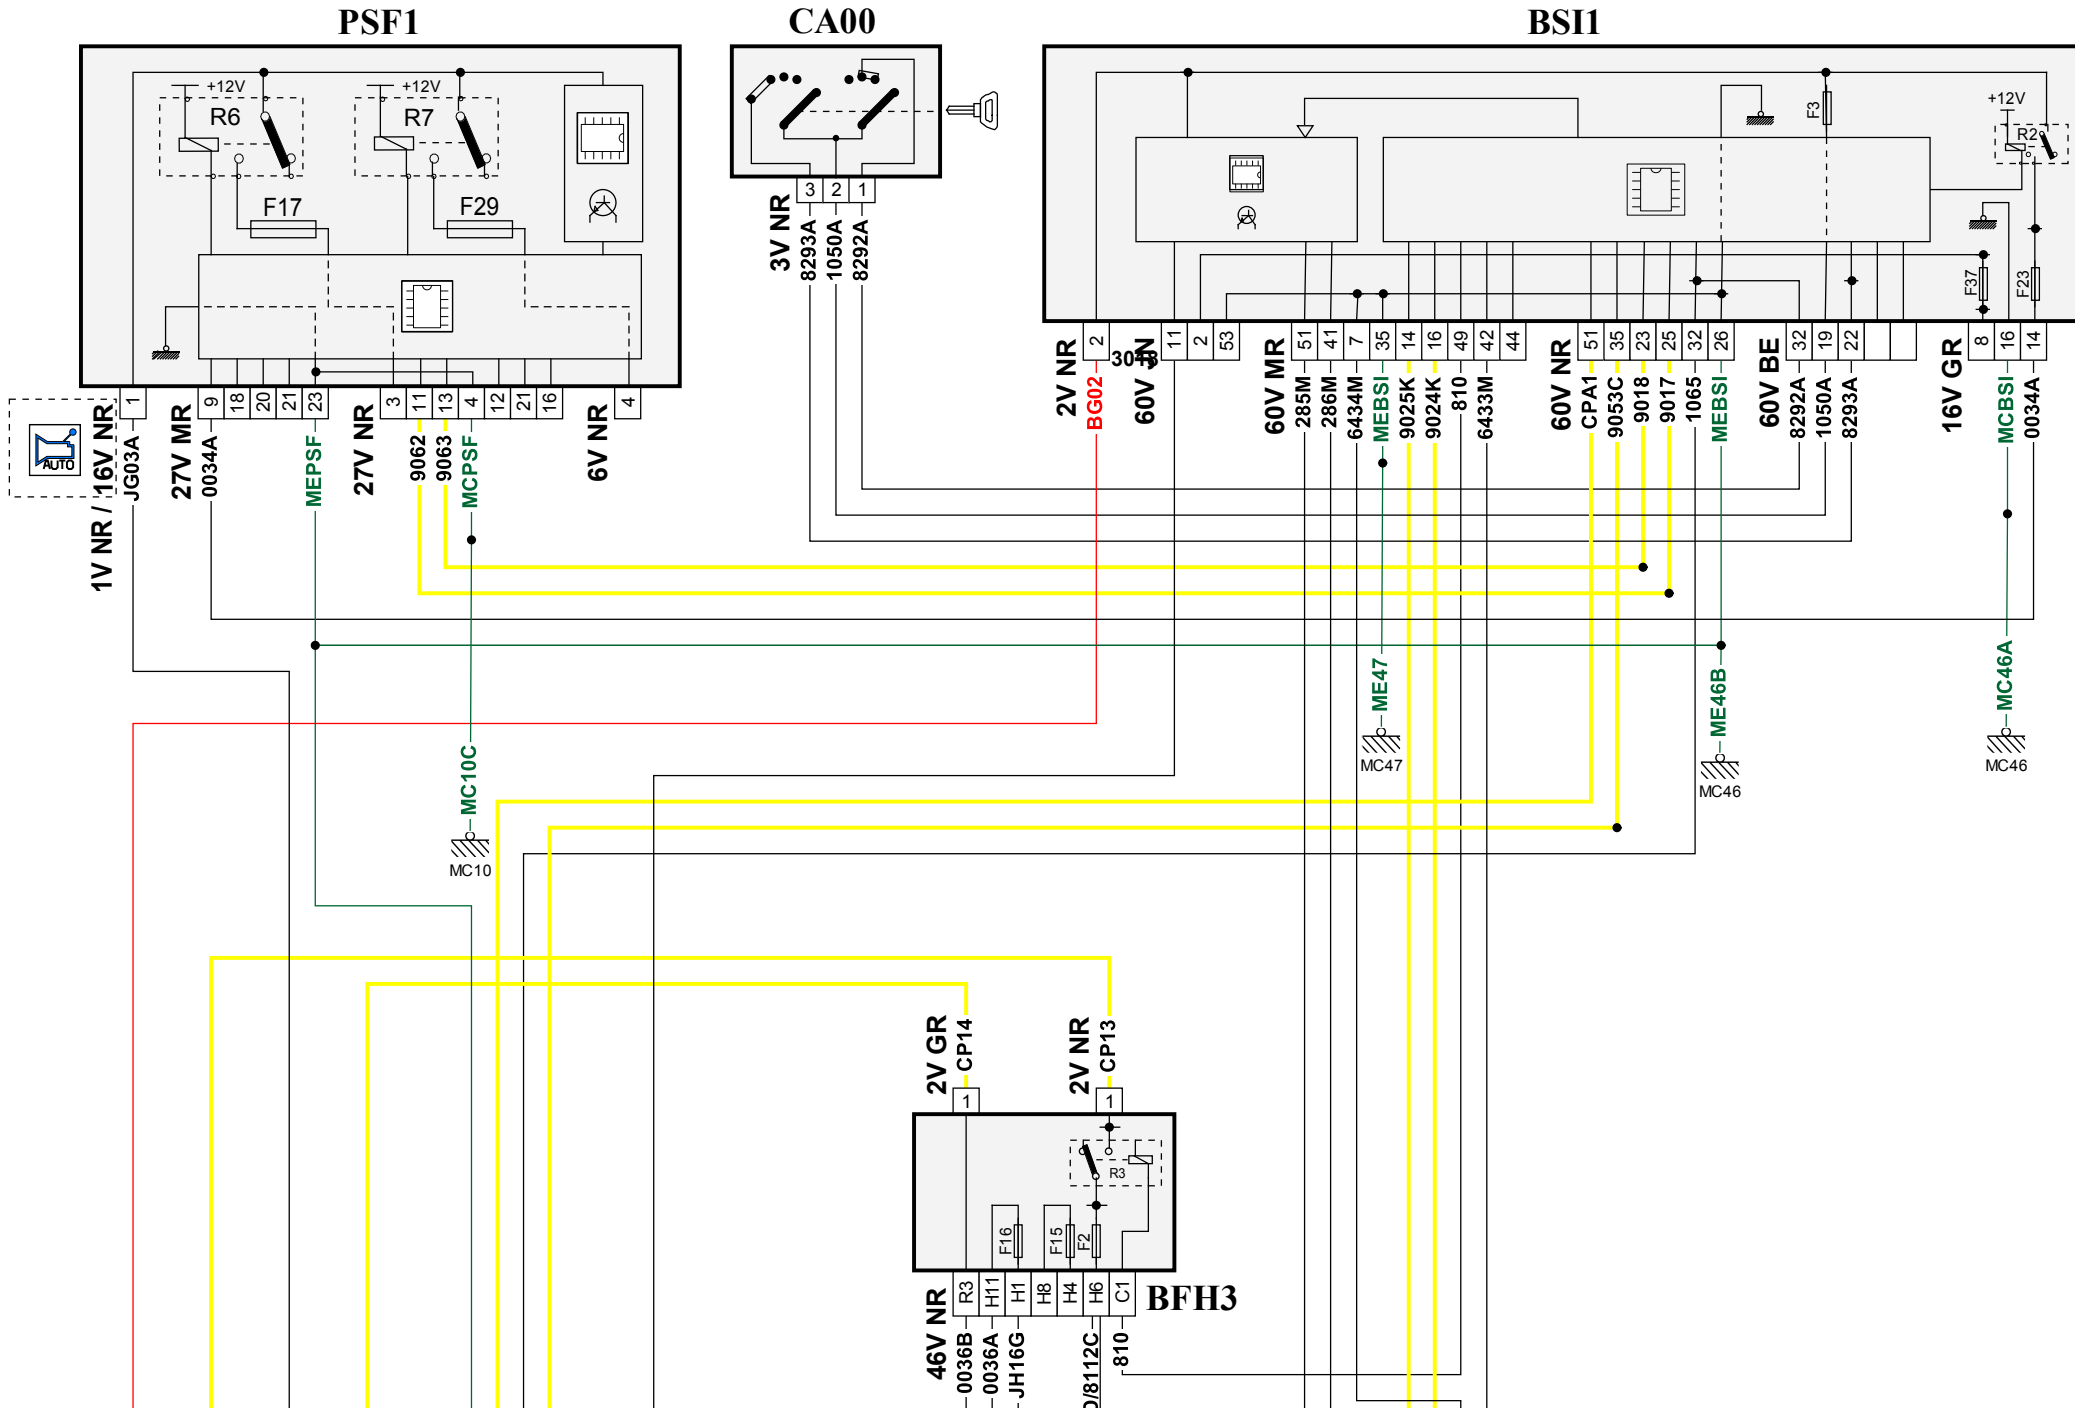 PSF1
CA00
BSI1
+12V
R6
+12V
R7
F17
F29
F3
+12V
R2
F37
F23
3 2 1
3V NR
8293A
1050A
8292A
1 9 18 20 21 23 3 11 13 4 12 21 16 4
AUTO
1V NR / 16V NR
JG03A
27V MR
0034A
MEPSF
27V NR
9062
9063
MCPSF
6V NR
2 11 2 53 51 41 7 35 14 16 49 42 44 51 35 23 25 32 26 32 19 22 8 16 14
2V NR
BG02
60V
60V MR
285M
286M
6434M
MEBSI
9025K
9024K
810
6433M
60V NR
CPA1
9053C
9018
9017
1065
MEBSI
60V BE
8292A
1050A
8293A
16V GR
MCBSI
0034A
ME47
MC47
ME46B
MC46
MC46A
MC46
MC10C
MC10
2V GR
CP14
2V NR
CP13
1 1
R3
F16
F15
F2
R3 H11 H1 H8 H4 H6 C1
BFH3
46V NR
0036B
0036A
JH16G
/8112C
810